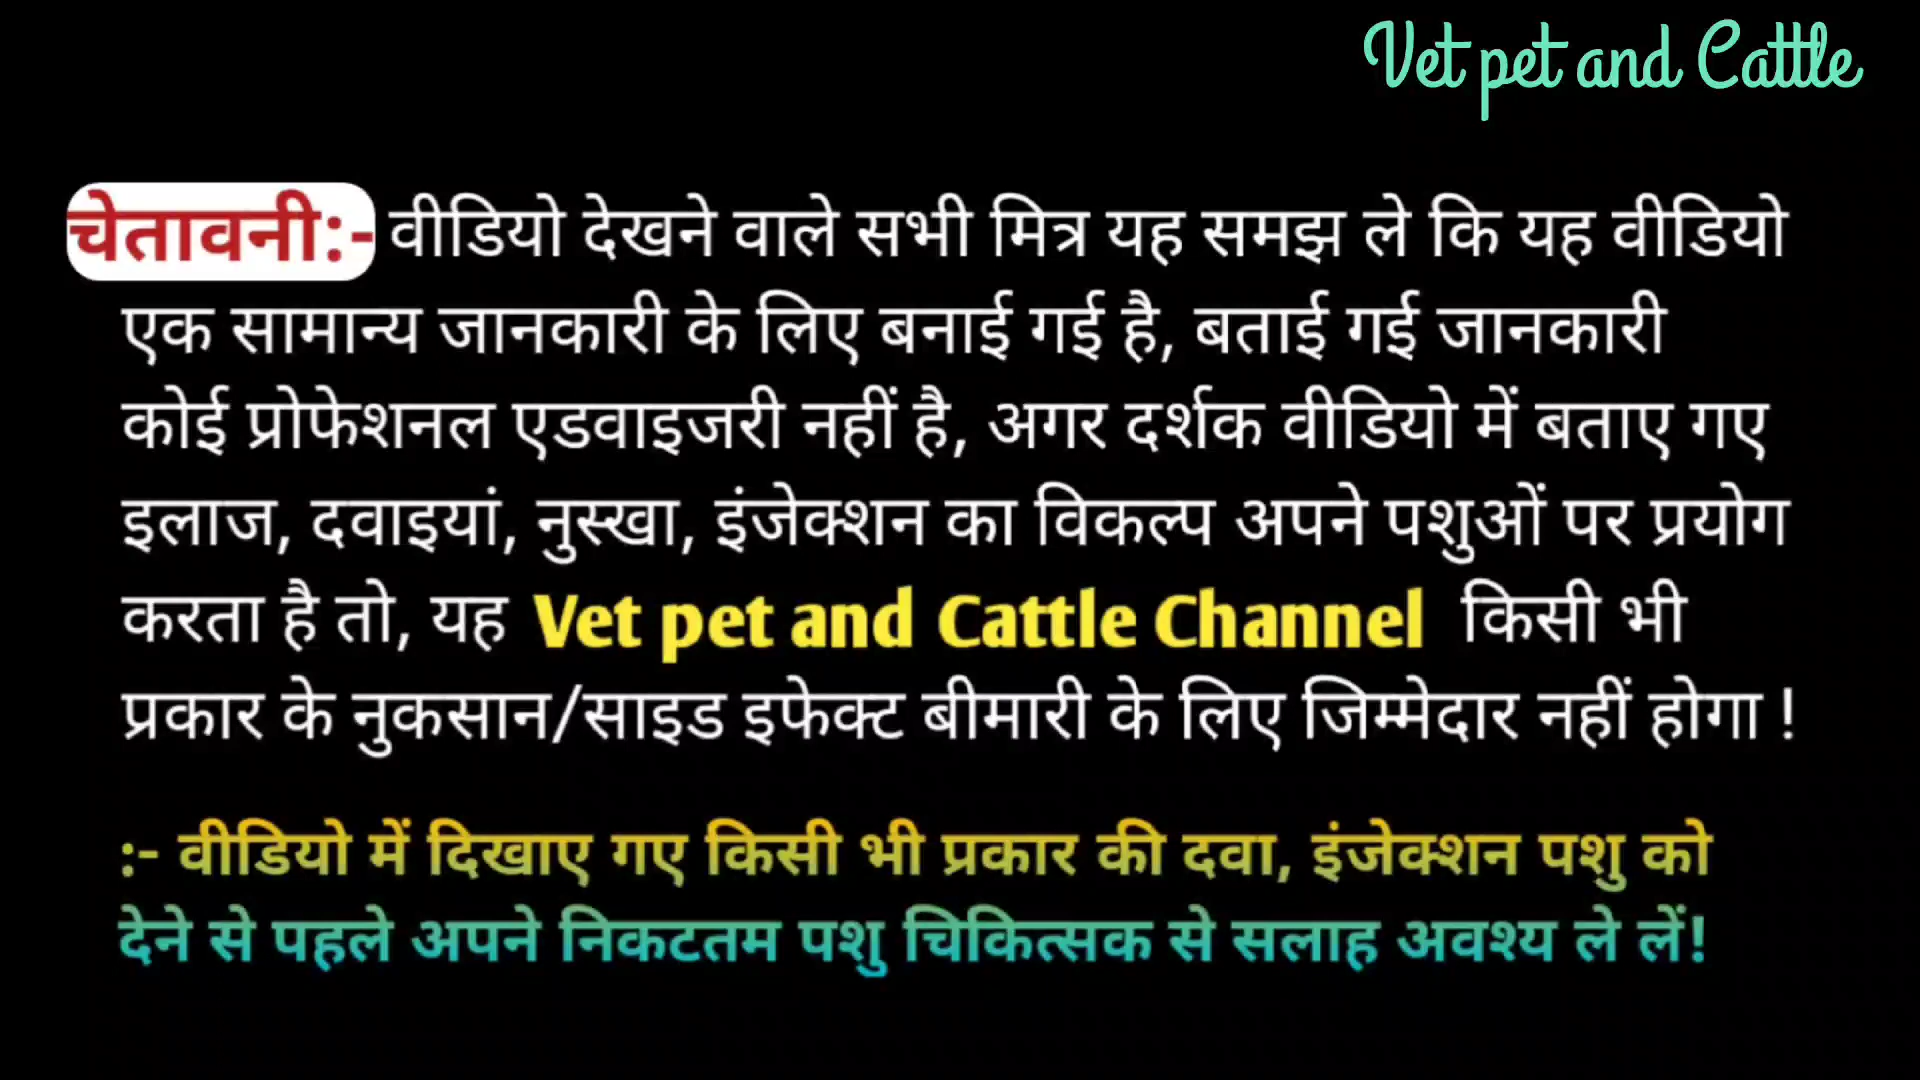 Vet pet and Cattle
चेतावनी:- वीडियो देखने वाले सभी मित्र यह समझ ले कि यह वीडियो
एक सामान्य जानकारी के लिए बनाई गई है, बताई गई जानकारी
कोई प्रोफेशनल एडवाइजरी नहीं है, अगर दर्शक वीडियो में बताए गए
इलाज, दवाइयां, नुस्खा, इंजेक्शन का विकल्प अपने पशुओं पर प्रयोग
करता है तो, यह Vet pet and Cattle Channel किसी भी
प्रकार के नुकसान/साइड इफेक्ट बीमारी के लिए जिम्मेदार नहीं होगा !
:- वीडियो में दिखाए गए किसी भी प्रकार की दवा, इंजेक्शन पशु को
देने से पहले अपने निकटतम पशु चिकित्सक से सलाह अवश्य ले लें!